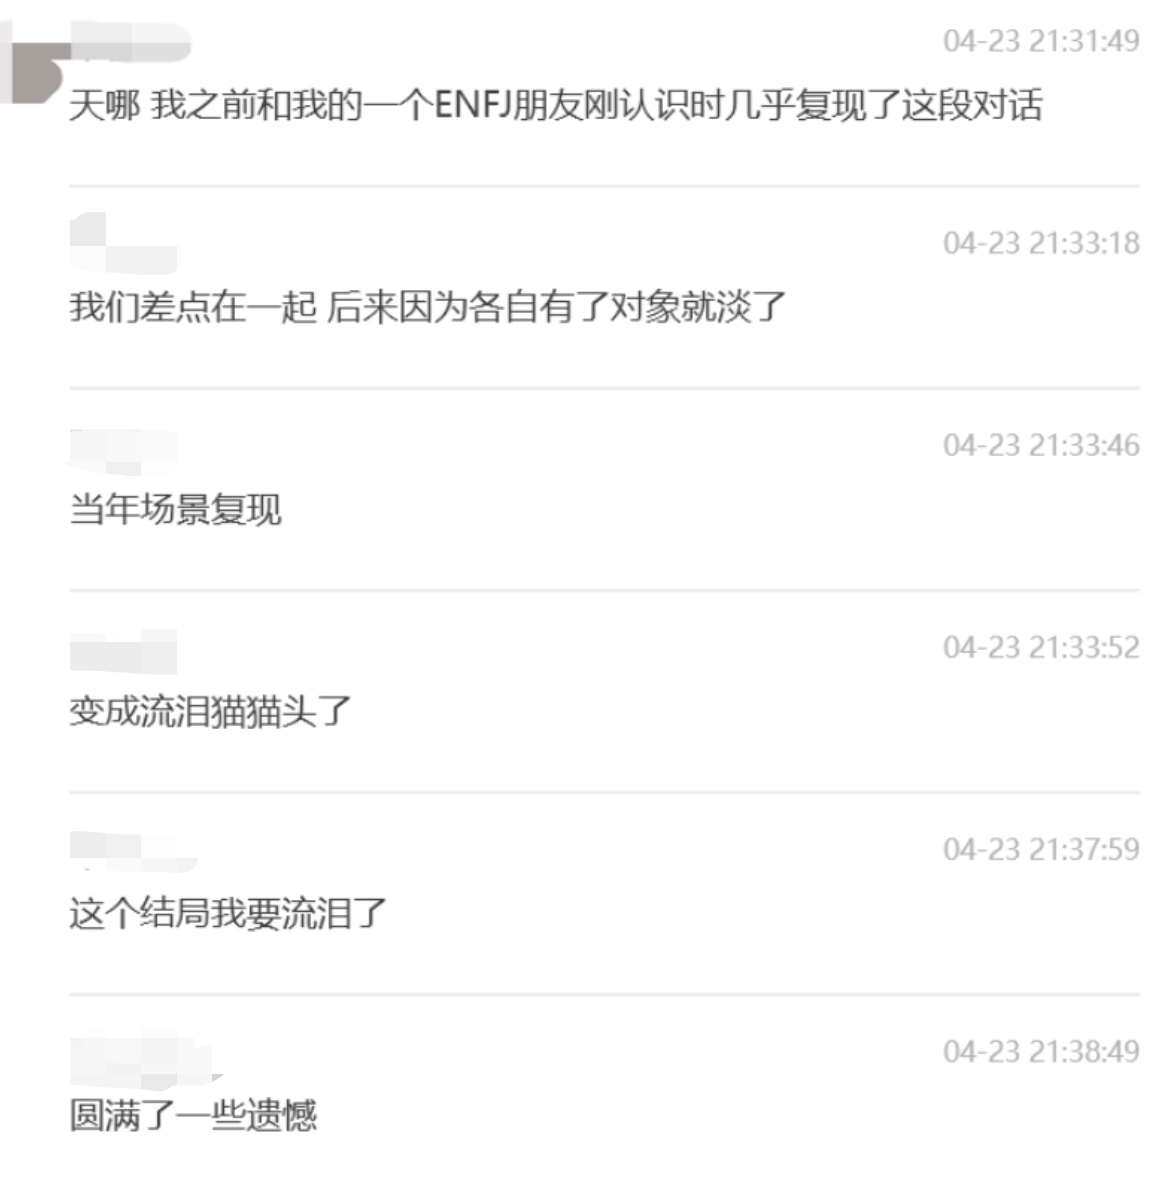 04-23 21:31:49
天哪 我之前和我的一个ENFJ朋友刚认识时几乎复现了这段对话
04-23 21:33:18
我们差点在一起 后来因为各自有了对象就淡了
04-23 21:33:46
当年场景复现
04-23 21:33:52
变成流泪猫猫头了
04-23 21:37:59
这个结局我要流泪了
04-23 21:38:49
圆满了一些遗憾